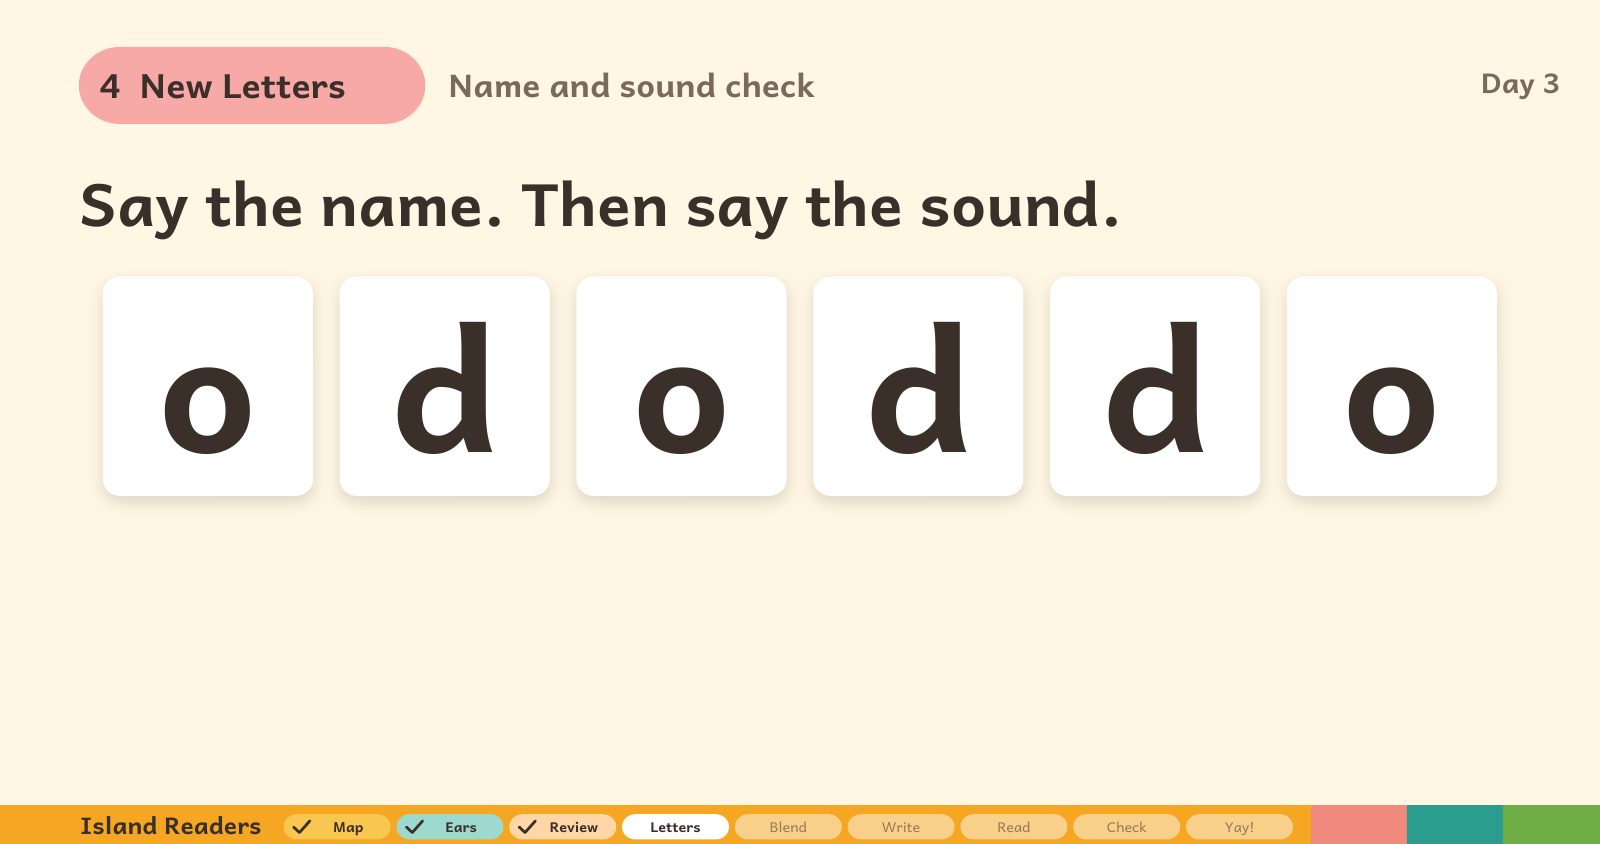 4 New Letters
Name and sound check
Day 3
Say the name. Then say the sound.
o d o d d o
Island Readers
Map
Ears
Review
Letters
Blend
Write
Read
Check
Yay!